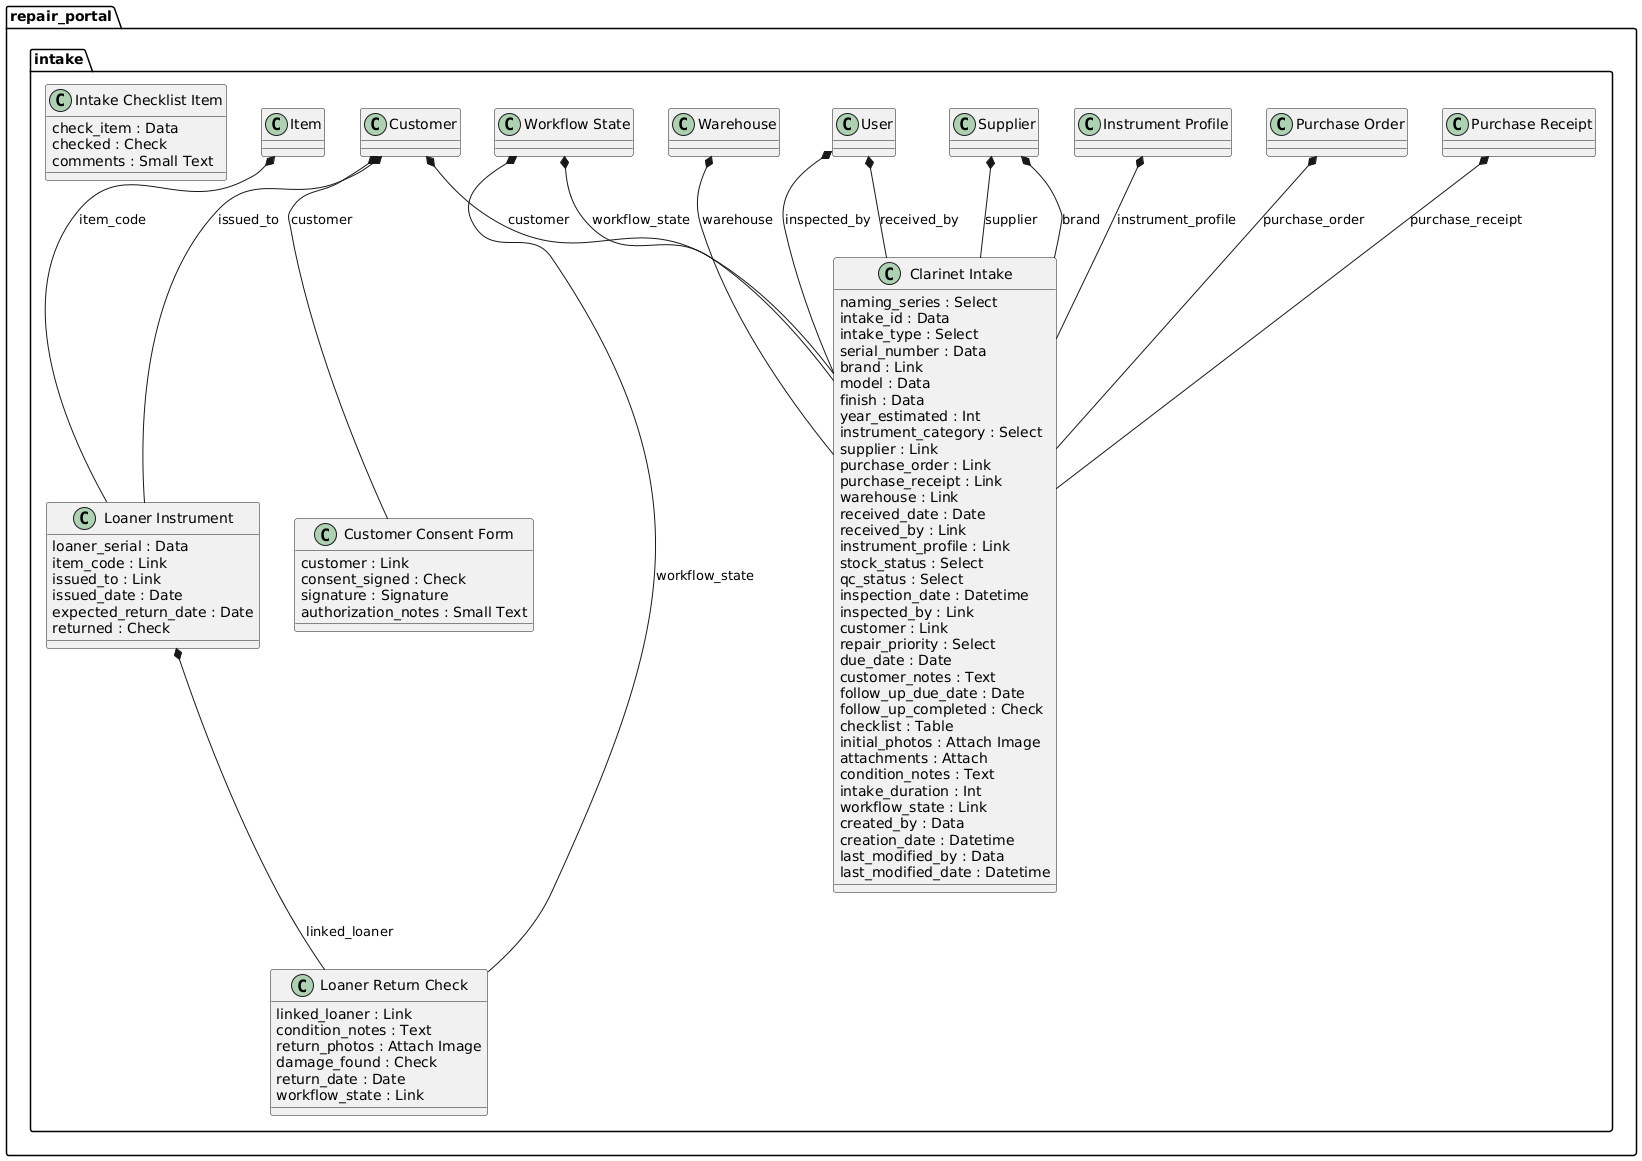 repair_portal
intake
C Intake Checklist Item
check_item : Data
checked : Check
comments : Small Text
C Item
C Customer
C Workflow State
C Warehouse
C User
C Supplier
C Instrument Profile
C Purchase Order
C Purchase Receipt
item_code
issued_to
customer
customer
workflow_state
warehouse
inspected_by
received_by
supplier
brand
instrument_profile
purchase_order
purchase_receipt
C Clarinet Intake
naming_series : Select
intake_id : Data
intake_type : Select
serial_number : Data
brand : Link
model : Data
finish : Data
year_estimated : Int
instrument_category : Select
supplier : Link
purchase_order : Link
purchase_receipt : Link
warehouse : Link
received_date : Date
received_by : Link
instrument_profile : Link
stock_status : Select
qc_status : Select
inspection_date : Datetime
inspected_by : Link
customer : Link
repair_priority : Select
due_date : Date
customer_notes : Text
follow_up_due_date : Date
follow_up_completed : Check
checklist : Table
initial_photos : Attach Image
attachments : Attach
condition_notes : Text
intake_duration : Int
workflow_state : Link
created_by : Data
creation_date : Datetime
last_modified_by : Data
last_modified_date : Datetime
C Loaner Instrument
loaner_serial : Data
item_code : Link
issued_to : Link
issued_date : Date
expected_return_date : Date
returned : Check
C Customer Consent Form
customer : Link
consent_signed : Check
signature : Signature
authorization_notes : Small Text
workflow_state
linked_loaner
C Loaner Return Check
linked_loaner : Link
condition_notes : Text
return_photos : Attach Image
damage_found : Check
return_date : Date
workflow_state : Link